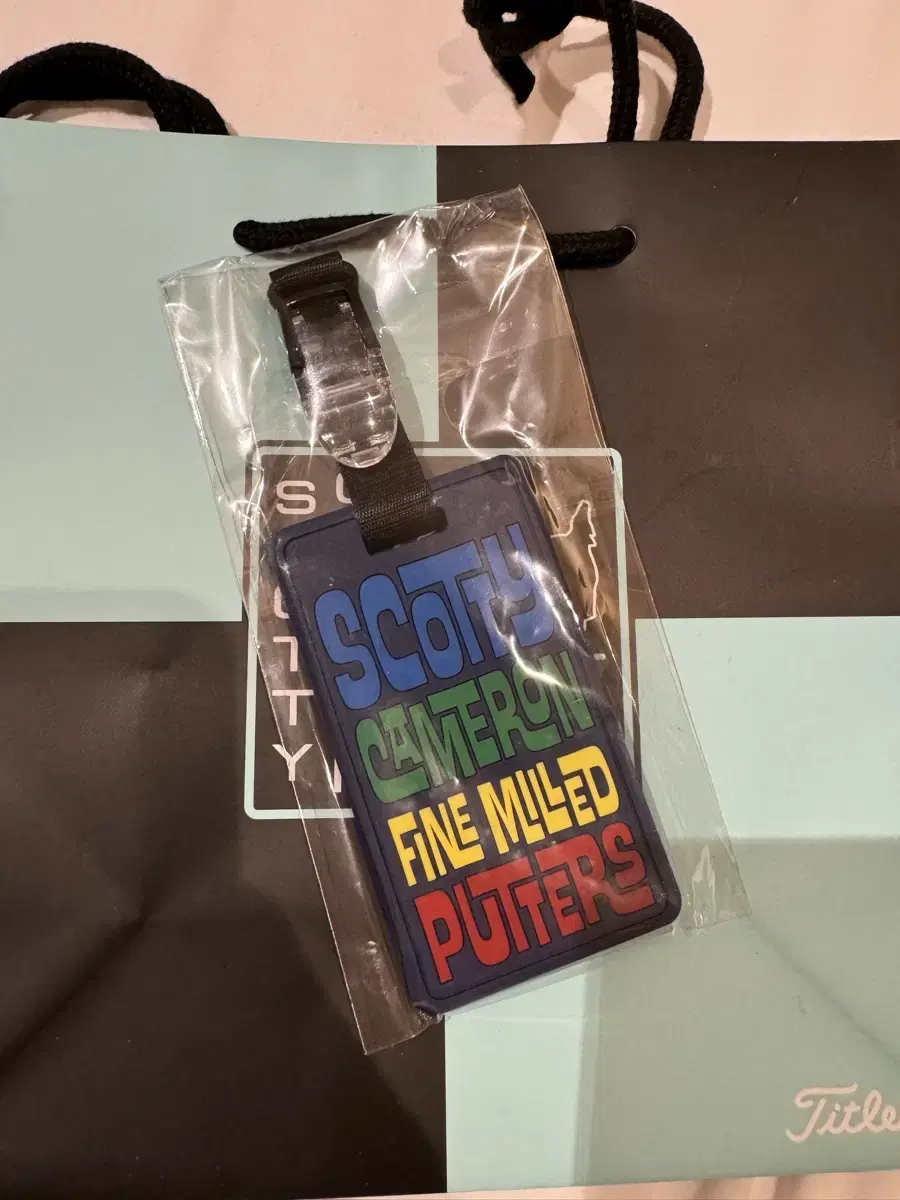 SCOTTY
CAMERON
FINE MILLED
PUTTERS